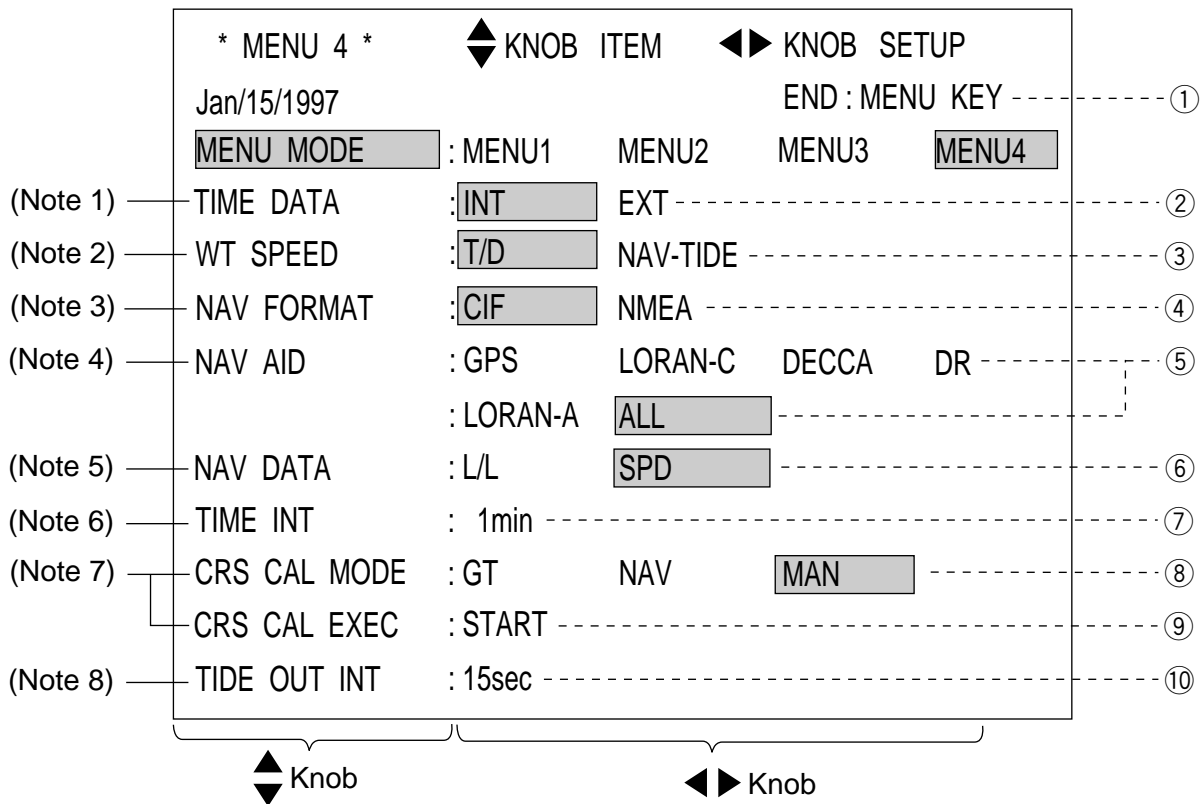 * MENU 4 * ▲▼ KNOB ITEM ◀▶ KNOB SETUP
Jan/15/1997 END : MENU KEY ①
MENU MODE : MENU1 MENU2 MENU3 MENU4
(Note 1) TIME DATA : INT EXT ②
(Note 2) WT SPEED : T/D NAV-TIDE ③
(Note 3) NAV FORMAT : CIF NMEA ④
(Note 4) NAV AID : GPS LORAN-C DECCA DR ⑤
: LORAN-A ALL
(Note 5) NAV DATA : L/L SPD ⑥
(Note 6) TIME INT : 1min ⑦
(Note 7) CRS CAL MODE : GT NAV MAN ⑧
CRS CAL EXEC : START ⑨
(Note 8) TIDE OUT INT : 15sec ⑩
▲▼ Knob ◀▶ Knob